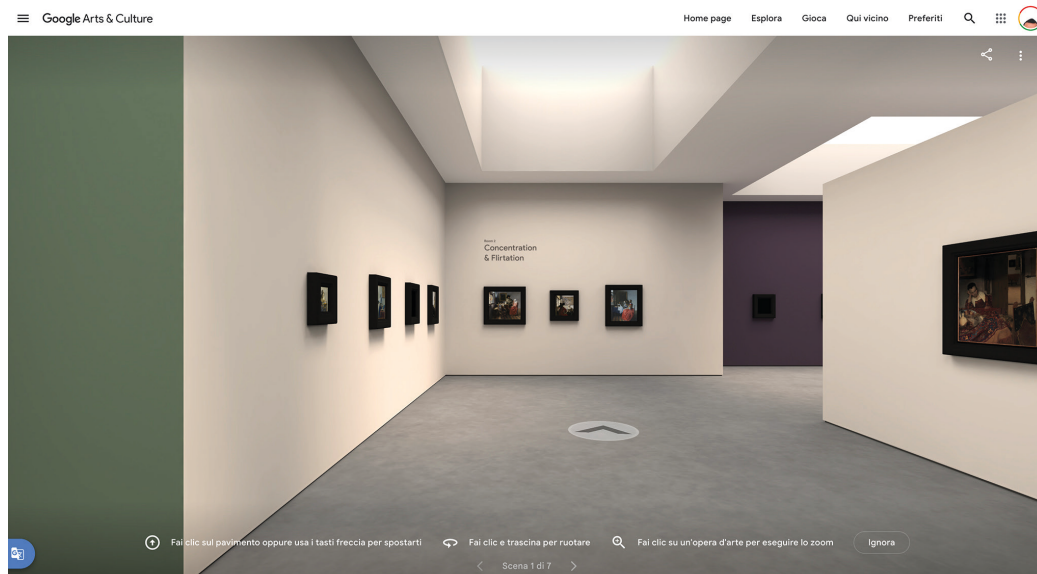 Google Arts & Culture
Home page Esplora Gioca Qui vicino Preferiti
Room 2
Concentration
& Flirtation
Fai clic sul pavimento oppure usa i tasti freccia per spostarti
Fai clic e trascina per ruotare
Fai clic su un'opera d'arte per eseguire lo zoom
Ignora
Scena 1 di 7